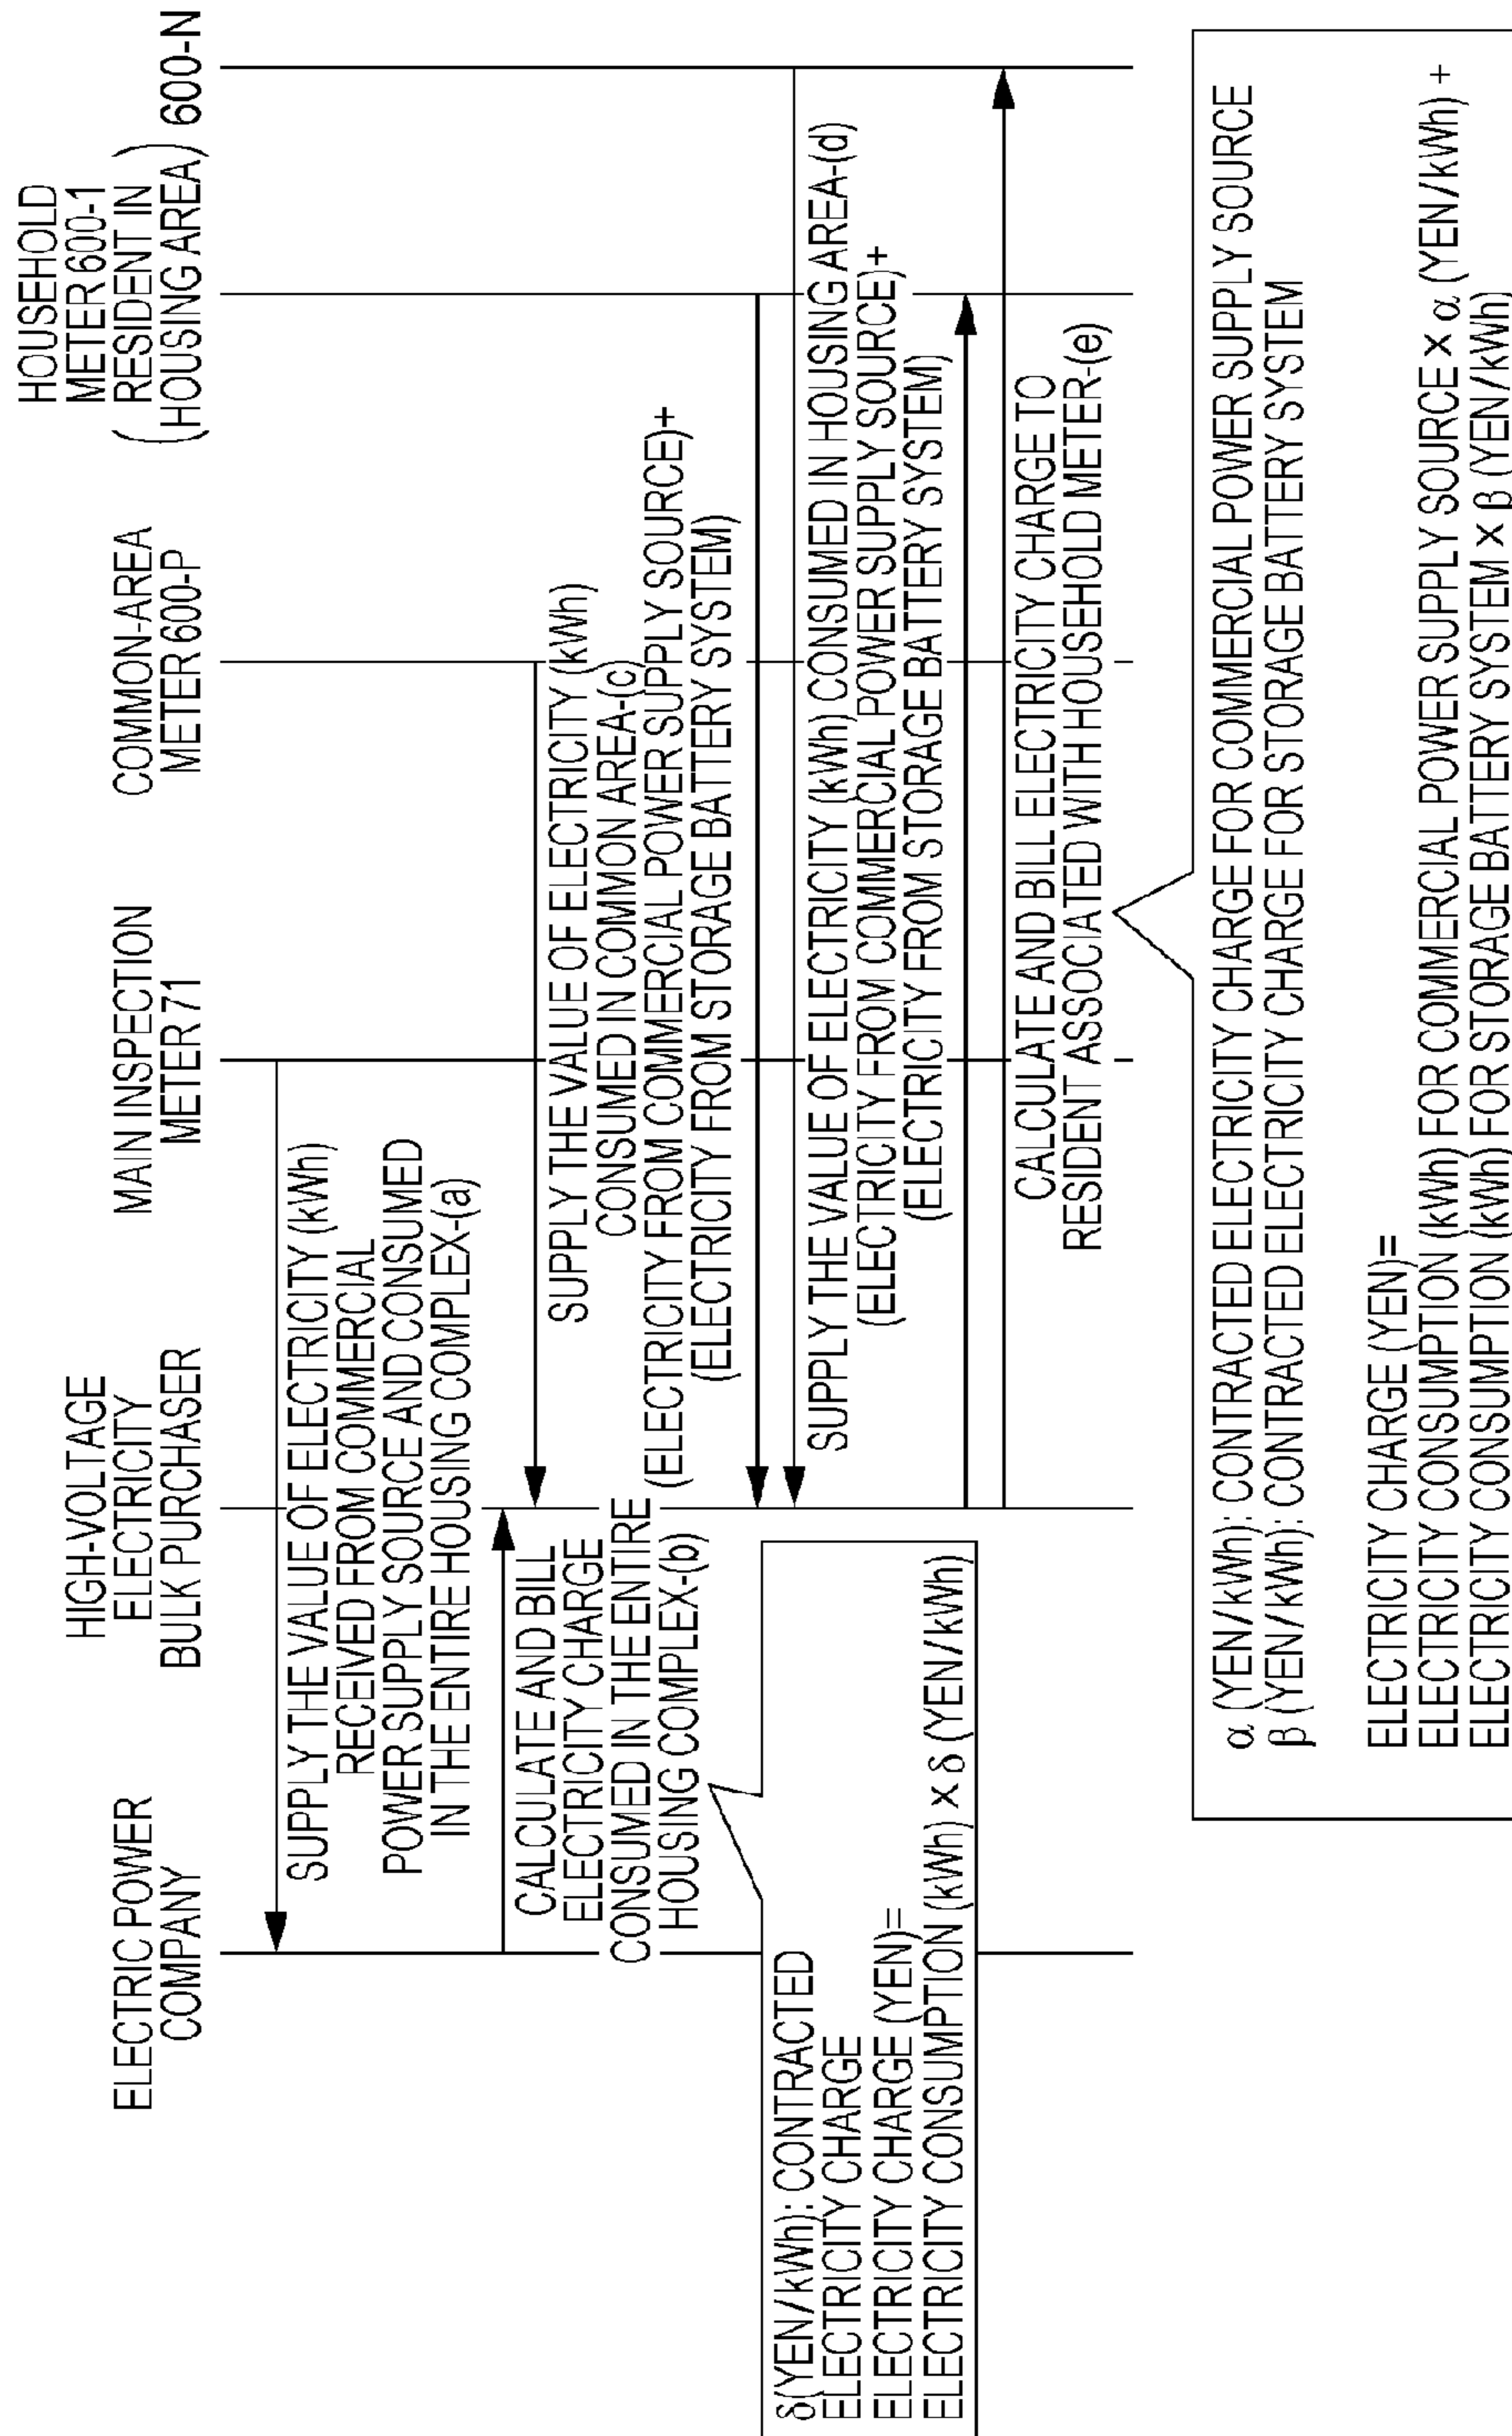 ELECTRIC POWER
COMPANY
HIGH-VOLTAGE
ELECTRICITY
BULK PURCHASER
MAIN INSPECTION
METER 71
COMMON-AREA
METER 600-P
HOUSEHOLD
METER 600-1
(RESIDENT IN
HOUSING AREA) 600-N
SUPPLY THE VALUE OF ELECTRICITY (kWh)
RECEIVED FROM COMMERCIAL
POWER SUPPLY SOURCE AND CONSUMED
IN THE ENTIRE HOUSING COMPLEX-(a)
CALCULATE AND BILL
ELECTRICITY CHARGE
CONSUMED IN THE ENTIRE
HOUSING COMPLEX-(b)
SUPPLY THE VALUE OF ELECTRICITY (kWh)
CONSUMED IN COMMON AREA-(c)
(ELECTRICITY FROM COMMERCIAL POWER SUPPLY SOURCE)+
(ELECTRICITY FROM STORAGE BATTERY SYSTEM)
δ(YEN/kWh): CONTRACTED
ELECTRICITY CHARGE
ELECTRICITY CHARGE (YEN)=
ELECTRICITY CONSUMPTION (kWh) × δ (YEN/kWh)
SUPPLY THE VALUE OF ELECTRICITY (kWh) CONSUMED IN HOUSING AREA-(d)
(ELECTRICITY FROM COMMERCIAL POWER SUPPLY SOURCE)+
(ELECTRICITY FROM STORAGE BATTERY SYSTEM)
CALCULATE AND BILL ELECTRICITY CHARGE TO
RESIDENT ASSOCIATED WITH HOUSEHOLD METER-(e)
α (YEN/kWh): CONTRACTED ELECTRICITY CHARGE FOR COMMERCIAL POWER SUPPLY SOURCE
β (YEN/kWh): CONTRACTED ELECTRICITY CHARGE FOR STORAGE BATTERY SYSTEM
ELECTRICITY CHARGE (YEN)=
ELECTRICITY CONSUMPTION (kWh) FOR COMMERCIAL POWER SUPPLY SOURCE × α (YEN/kWh) +
ELECTRICITY CONSUMPTION (kWh) FOR STORAGE BATTERY SYSTEM × β (YEN/kWh)